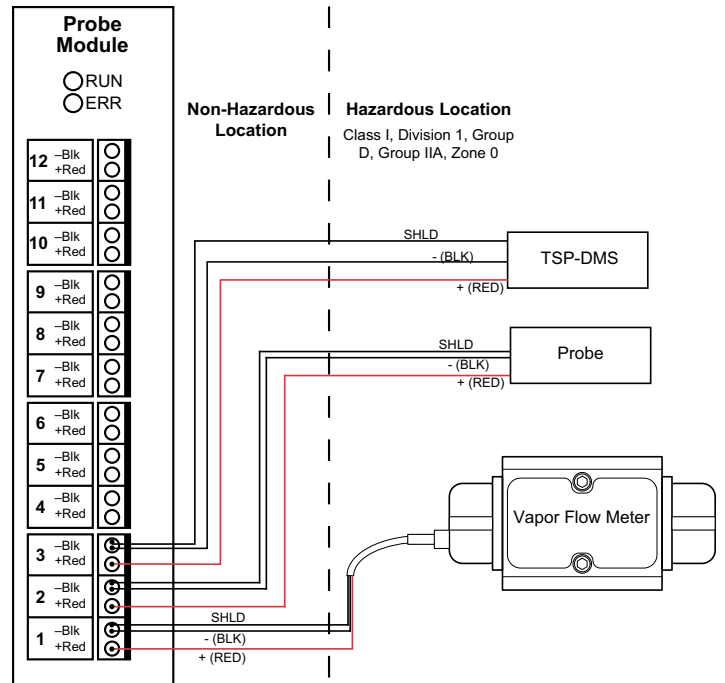 Probe
Module
RUN
ERR
Non-Hazardous
Location
Hazardous Location
Class I, Division 1, Group
D, Group IIA, Zone 0
12 –Blk
+Red
11 –Blk
+Red
10 –Blk
+Red
9 –Blk
+Red
8 –Blk
+Red
7 –Blk
+Red
6 –Blk
+Red
5 –Blk
+Red
4 –Blk
+Red
3 –Blk
+Red
2 –Blk
+Red
1 –Blk
+Red
SHLD
- (BLK)
+ (RED)
TSP-DMS
SHLD
- (BLK)
+ (RED)
Probe
Vapor Flow Meter
SHLD
- (BLK)
+ (RED)